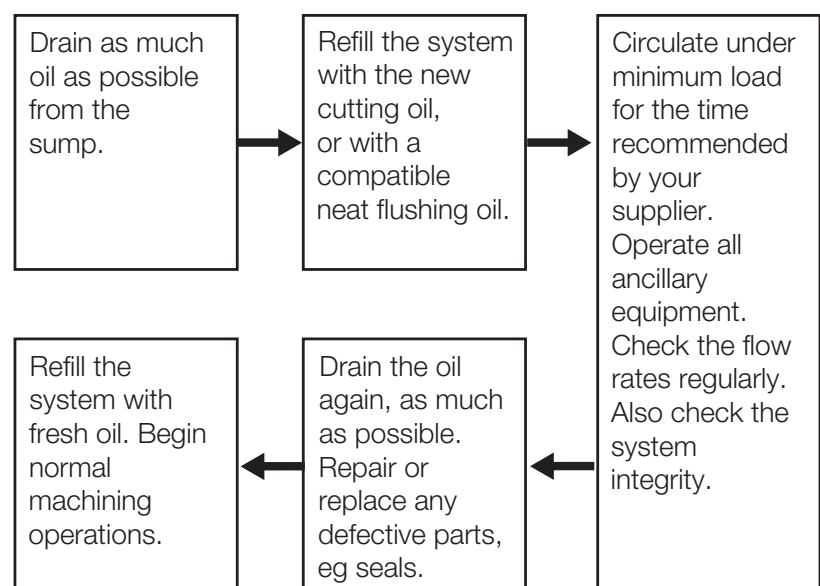 Drain as much
oil as possible
from the
sump.
Refill the system
with the new
cutting oil,
or with a
compatible
neat flushing oil.
Circulate under
minimum load
for the time
recommended
by your
supplier.
Operate all
ancillary
equipment.
Check the flow
rates regularly.
Also check the
system
integrity.
Drain the oil
again, as much
as possible.
Repair or
replace any
defective parts,
eg seals.
Refill the
system with
fresh oil. Begin
normal
machining
operations.